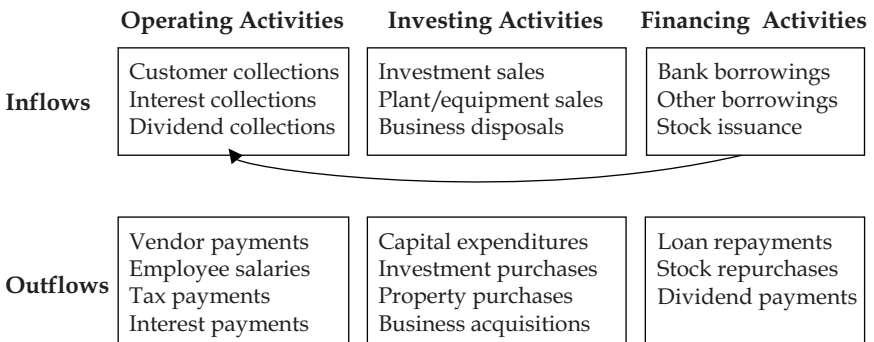 Operating Activities Investing Activities Financing Activities
Inflows
Customer collections
Interest collections
Dividend collections
Investment sales
Plant/equipment sales
Business disposals
Bank borrowings
Other borrowings
Stock issuance
Outflows
Vendor payments
Employee salaries
Tax payments
Interest payments
Capital expenditures
Investment purchases
Property purchases
Business acquisitions
Loan repayments
Stock repurchases
Dividend payments